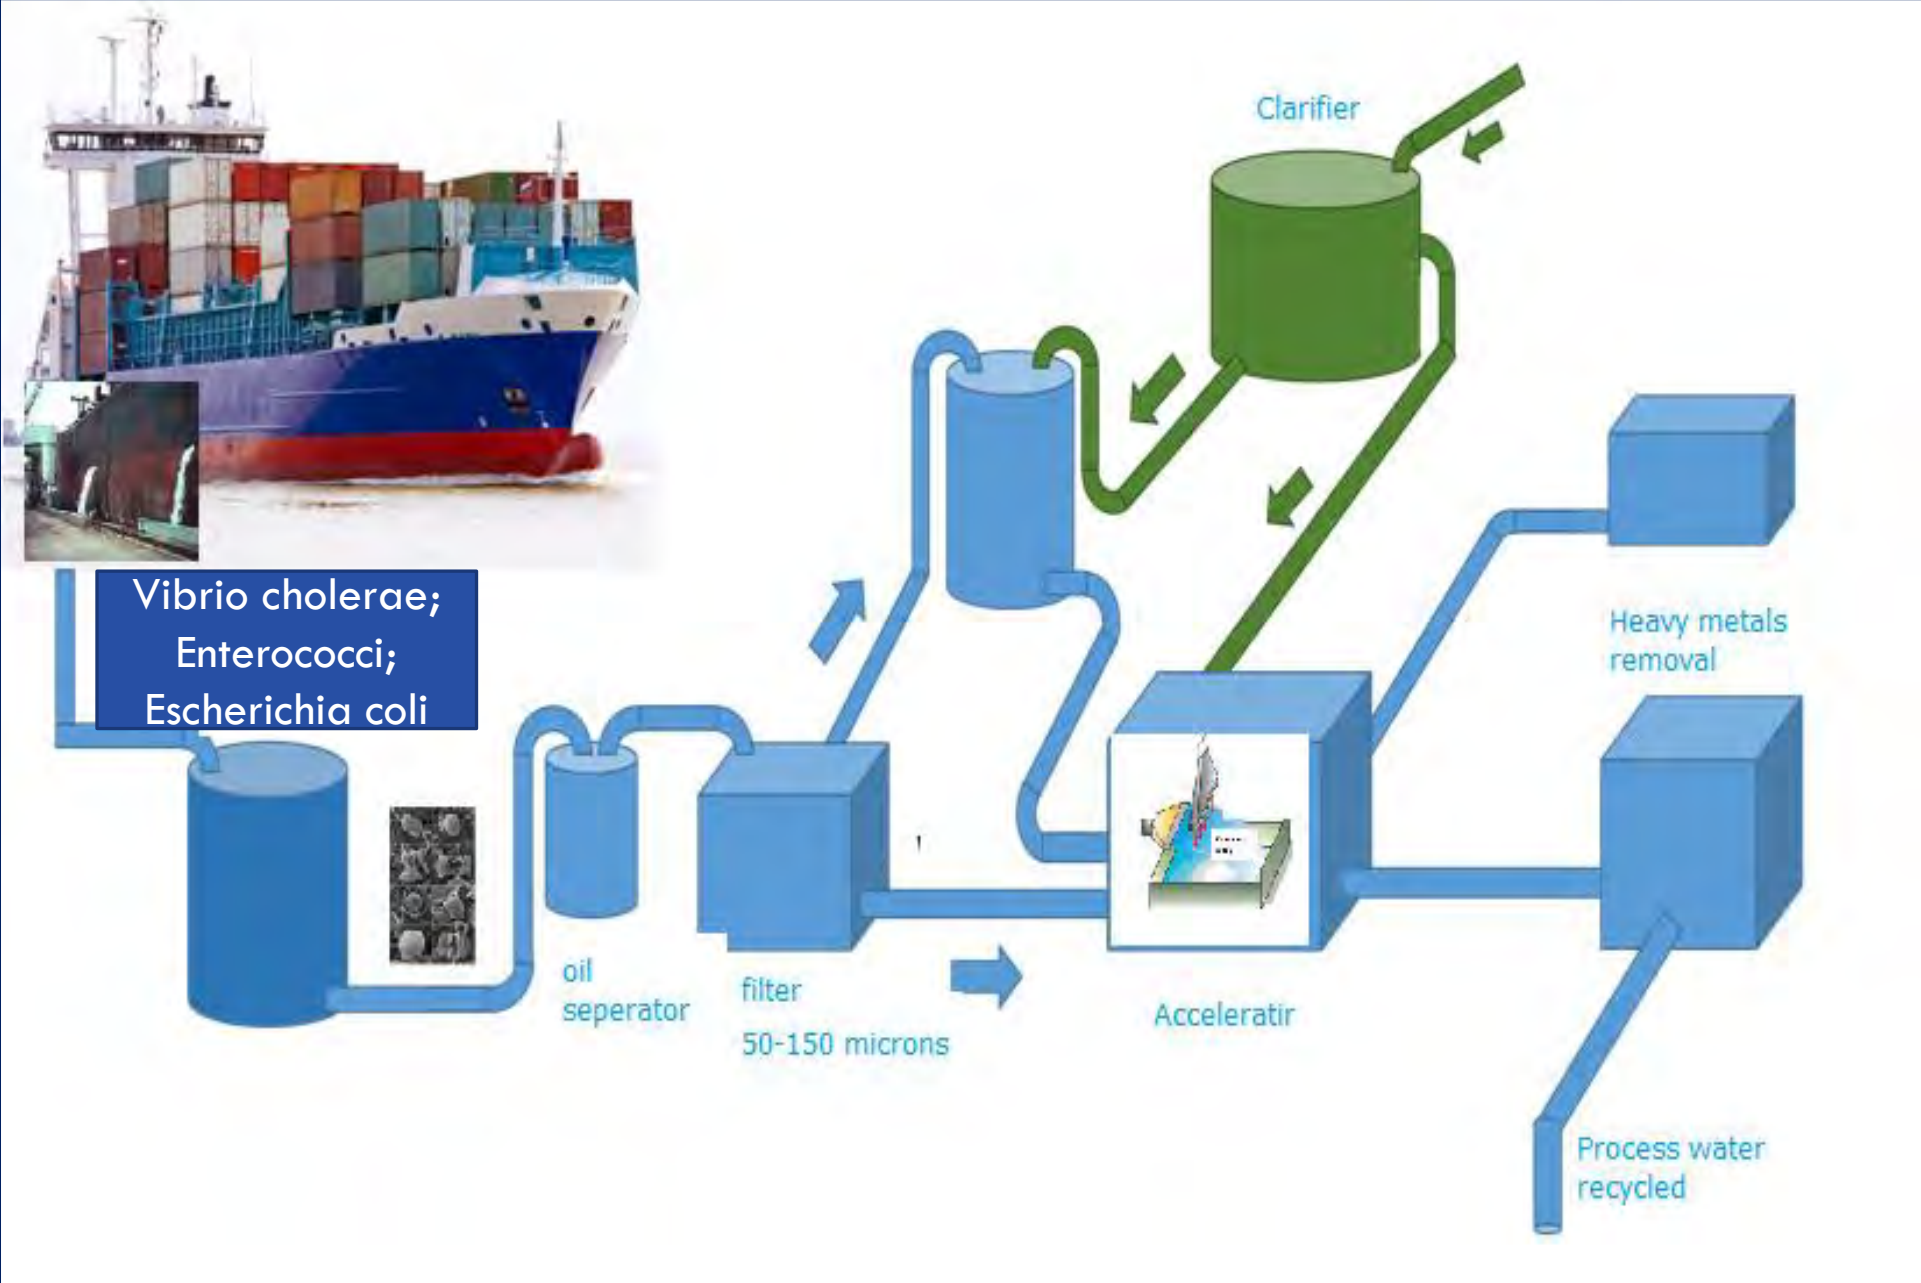 Clarifier
Vibrio cholerae;
Enterococci;
Escherichia coli
Heavy metals
removal
oil
seperator
filter
50-150 microns
Acceleratir
Process water
recycled